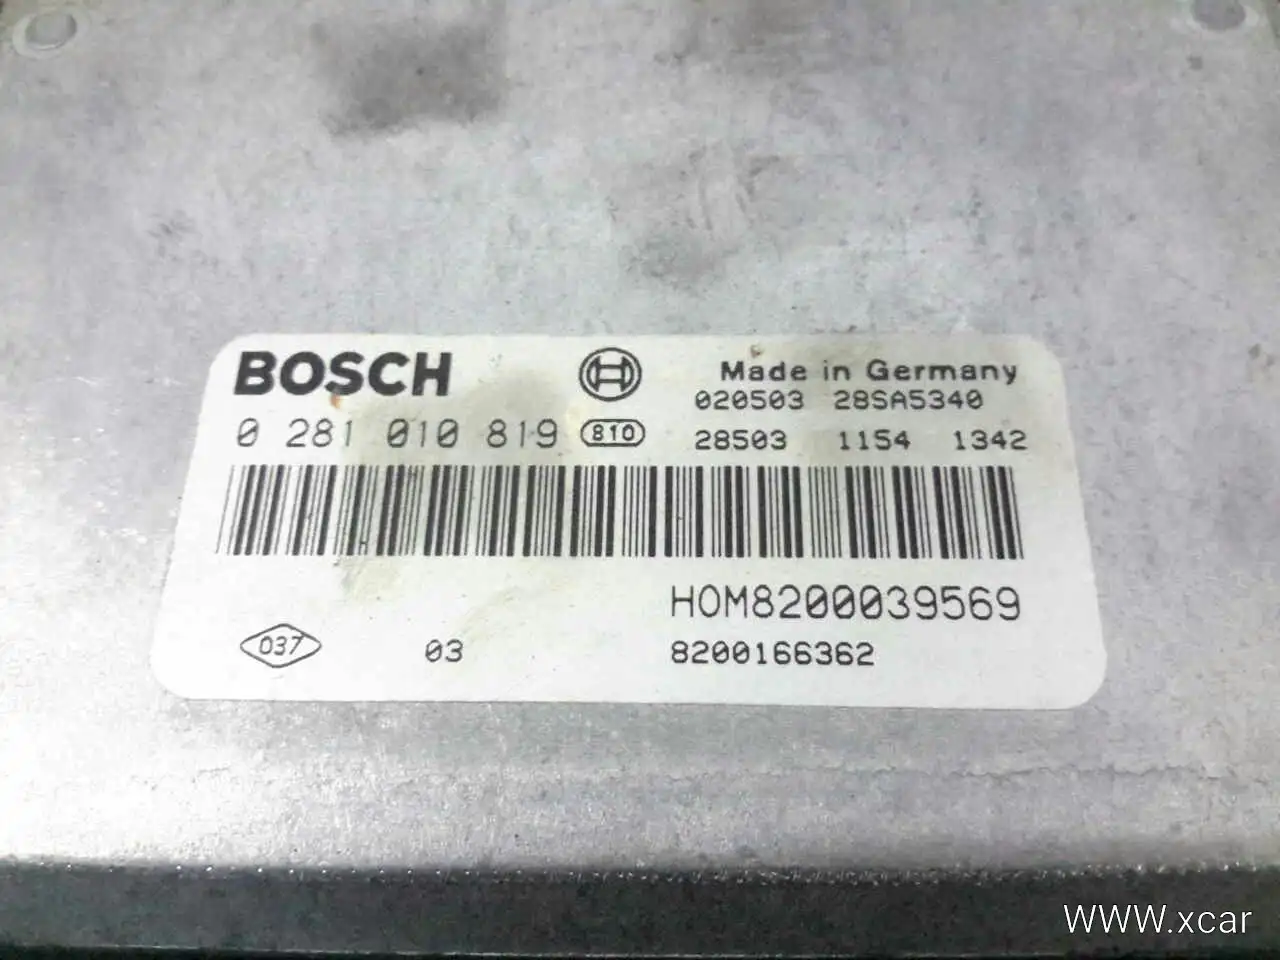 BOSCH
Made in Germany
020503 28SA5340
0 281 010 819 810
28503 1154 1342
HOM8200039569
037 03 8200166362
WWW.xcar